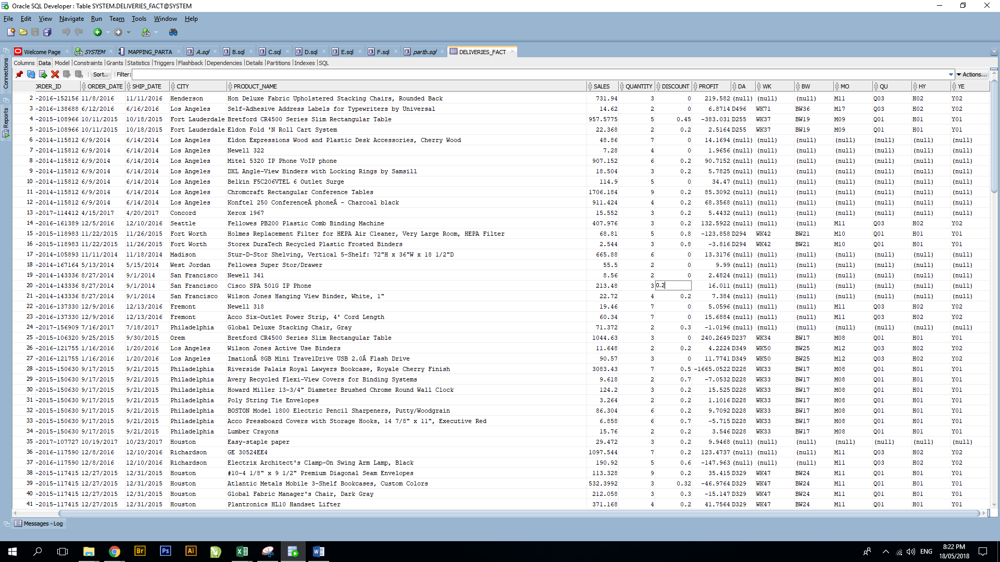 Oracle SQL Developer : Table SYSTEM.DELIVERIES_FACT@SYSTEM
File Edit View Navigate Run Team Tools Window Help
Welcome Page SYSTEM MAPPING_PARTA A.sql B.sql C.sql D.sql E.sql F.sql partb.sql DELIVERIES_FACT
Columns Data Model Constraints Grants Statistics Triggers Flashback Dependencies Details Partitions Indexes SQL
Connections
Reports
Sort.. Filter: Actions...
ORDER_ID ORDER_DATE SHIP_DATE CITY PRODUCT_NAME SALES QUANTITY DISCOUNT PROFIT DA WK BW MO QU HY YE
2 -2016-152156 11/8/2016 11/11/2016 Henderson Hon Deluxe Fabric Upholstered Stacking Chairs, Rounded Back 731.94 3 0 219.582 (null) (null) (null) M11 Q03 H02 Y02
3 -2016-138688 6/12/2016 6/16/2016 Los Angeles Self-Adhesive Address Labels for Typewriters by Universal 14.62 2 0 6.8714 D496 WK71 BW36 M17 Q03 H02 Y02
4 -2015-108966 10/11/2015 10/18/2015 Fort Lauderdale Bretford CR4500 Series Slim Rectangular Table 957.5775 5 0.45 -383.031 D255 WK37 BW19 M09 Q01 H01 Y01
5 -2015-108966 10/11/2015 10/18/2015 Fort Lauderdale Eldon Fold 'N Roll Cart System 22.368 2 0.2 2.5164 D255 WK37 BW19 M09 Q01 H01 Y01
6 -2014-115812 6/9/2014 6/14/2014 Los Angeles Eldon Expressions Wood and Plastic Desk Accessories, Cherry Wood 48.86 7 0 14.1694 (null) (null) (null) (null) (null) (null) (null)
7 -2014-115812 6/9/2014 6/14/2014 Los Angeles Newell 322 7.28 4 0 1.9656 (null) (null) (null) (null) (null) (null) (null)
8 -2014-115812 6/9/2014 6/14/2014 Los Angeles Mitel 5320 IP Phone VoIP phone 907.152 6 0.2 90.7152 (null) (null) (null) (null) (null) (null) (null)
9 -2014-115812 6/9/2014 6/14/2014 Los Angeles DXL Angle-View Binders with Locking Rings by Samsill 18.504 3 0.2 5.7825 (null) (null) (null) (null) (null) (null) (null)
10 -2014-115812 6/9/2014 6/14/2014 Los Angeles Belkin F5C206VTEL 6 Outlet Surge 114.9 5 0 34.47 (null) (null) (null) (null) (null) (null) (null)
11 -2014-115812 6/9/2014 6/14/2014 Los Angeles Chromcraft Rectangular Conference Tables 1706.184 9 0.2 85.3092 (null) (null) (null) (null) (null) (null) (null)
12 -2014-115812 6/9/2014 6/14/2014 Los Angeles Konftel 250 ConferenceÂ phoneÂ - Charcoal black 911.424 4 0.2 68.3568 (null) (null) (null) (null) (null) (null) (null)
13 -2017-114412 4/15/2017 4/20/2017 Concord Xerox 1967 15.552 3 0.2 5.4432 (null) (null) (null) (null) (null) (null) (null)
14 -2016-161389 12/5/2016 12/10/2016 Seattle Fellowes PB200 Plastic Comb Binding Machine 407.976 3 0.2 132.5922 (null) (null) (null) M11 Q03 H02 Y02
15 -2015-118983 11/22/2015 11/26/2015 Fort Worth Holmes Replacement Filter for HEPA Air Cleaner, Very Large Room, HEPA Filter 68.81 5 0.8 -123.858 D294 WK42 BW21 M10 Q01 H01 Y01
16 -2015-118983 11/22/2015 11/26/2015 Fort Worth Storex DuraTech Recycled Plastic Frosted Binders 2.544 3 0.8 -3.816 D294 WK42 BW21 M10 Q01 H01 Y01
17 -2014-105893 11/11/2014 11/18/2014 Madison Stur-D-Stor Shelving, Vertical 5-Shelf: 72"H x 36"W x 18 1/2"D 665.88 6 0 13.3176 (null) (null) (null) (null) (null) (null) (null)
18 -2014-167164 5/13/2014 5/15/2014 West Jordan Fellowes Super Stor/Drawer 55.5 2 0 9.99 (null) (null) (null) (null) (null) (null) (null)
19 -2014-143336 8/27/2014 9/1/2014 San Francisco Newell 341 8.56 2 0 2.4824 (null) (null) (null) (null) (null) (null) (null)
20 -2014-143336 8/27/2014 9/1/2014 San Francisco Cisco SPA 501G IP Phone 213.48 3 0.2 16.011 (null) (null) (null) (null) (null) (null) (null)
21 -2014-143336 8/27/2014 9/1/2014 San Francisco Wilson Jones Hanging View Binder, White, 1" 22.72 4 0.2 7.384 (null) (null) (null) (null) (null) (null) (null)
22 -2016-137330 12/9/2016 12/13/2016 Fremont Newell 318 19.46 7 0 5.0596 (null) (null) (null) M11 Q03 H02 Y02
23 -2016-137330 12/9/2016 12/13/2016 Fremont Acco Six-Outlet Power Strip, 4' Cord Length 60.34 7 0 15.6884 (null) (null) (null) M11 Q03 H02 Y02
24 -2017-156909 7/16/2017 7/18/2017 Philadelphia Global Deluxe Stacking Chair, Gray 71.372 2 0.3 -1.0196 (null) (null) (null) (null) (null) (null) (null)
25 -2015-106320 9/25/2015 9/30/2015 Orem Bretford CR4500 Series Slim Rectangular Table 1044.63 3 0 240.2649 D237 WK34 BW17 M08 Q01 H01 Y01
26 -2016-121755 1/16/2016 1/20/2016 Los Angeles Wilson Jones Active Use Binders 11.648 2 0.2 4.2224 D349 WK50 BW25 M12 Q03 H02 Y02
27 -2016-121755 1/16/2016 1/20/2016 Los Angeles ImationÂ 8GB Mini TravelDrive USB 2.0Â Flash Drive 90.57 3 0 11.7741 D349 WK50 BW25 M12 Q03 H02 Y02
28 -2015-150630 9/17/2015 9/21/2015 Philadelphia Riverside Palais Royal Lawyers Bookcase, Royale Cherry Finish 3083.43 7 0.5 -1665.0522 D228 WK33 BW17 M08 Q01 H01 Y01
29 -2015-150630 9/17/2015 9/21/2015 Philadelphia Avery Recycled Flexi-View Covers for Binding Systems 9.618 2 0.7 -7.0532 D228 WK33 BW17 M08 Q01 H01 Y01
30 -2015-150630 9/17/2015 9/21/2015 Philadelphia Howard Miller 13-3/4" Diameter Brushed Chrome Round Wall Clock 124.2 3 0.2 15.525 D228 WK33 BW17 M08 Q01 H01 Y01
31 -2015-150630 9/17/2015 9/21/2015 Philadelphia Poly String Tie Envelopes 3.264 2 0.2 1.1016 D228 WK33 BW17 M08 Q01 H01 Y01
32 -2015-150630 9/17/2015 9/21/2015 Philadelphia BOSTON Model 1800 Electric Pencil Sharpeners, Putty/Woodgrain 86.304 6 0.2 9.7092 D228 WK33 BW17 M08 Q01 H01 Y01
33 -2015-150630 9/17/2015 9/21/2015 Philadelphia Acco Pressboard Covers with Storage Hooks, 14 7/8" x 11", Executive Red 6.858 6 0.7 -5.715 D228 WK33 BW17 M08 Q01 H01 Y01
34 -2015-150630 9/17/2015 9/21/2015 Philadelphia Lumber Crayons 15.76 2 0.2 3.546 D228 WK33 BW17 M08 Q01 H01 Y01
35 -2017-107727 10/19/2017 10/23/2017 Houston Easy-staple paper 29.472 3 0.2 9.9468 (null) (null) (null) (null) (null) (null) (null)
36 -2016-117590 12/8/2016 12/10/2016 Richardson GE 30524EE4 1097.544 7 0.2 123.4737 (null) (null) (null) M11 Q03 H02 Y02
37 -2016-117590 12/8/2016 12/10/2016 Richardson Electrix Architect's Clamp-On Swing Arm Lamp, Black 190.92 5 0.6 -147.963 (null) (null) (null) M11 Q03 H02 Y02
38 -2015-117415 12/27/2015 12/31/2015 Houston #10-4 1/8" x 9 1/2" Premium Diagonal Seam Envelopes 113.328 9 0.2 35.415 D329 WK47 BW24 M11 Q01 H01 Y01
39 -2015-117415 12/27/2015 12/31/2015 Houston Atlantic Metals Mobile 3-Shelf Bookcases, Custom Colors 532.3992 3 0.32 -46.9764 D329 WK47 BW24 M11 Q01 H01 Y01
40 -2015-117415 12/27/2015 12/31/2015 Houston Global Fabric Manager's Chair, Dark Gray 212.058 3 0.3 -15.147 D329 WK47 BW24 M11 Q01 H01 Y01
41 -2015-117415 12/27/2015 12/31/2015 Houston Plantronics HL10 Handset Lifter 371.168 4 0.2 41.7564 D329 WK47 BW24 M11 Q01 H01 Y01
Messages - Log
Br Ps Ai ENG 8:22 PM
18/05/2018